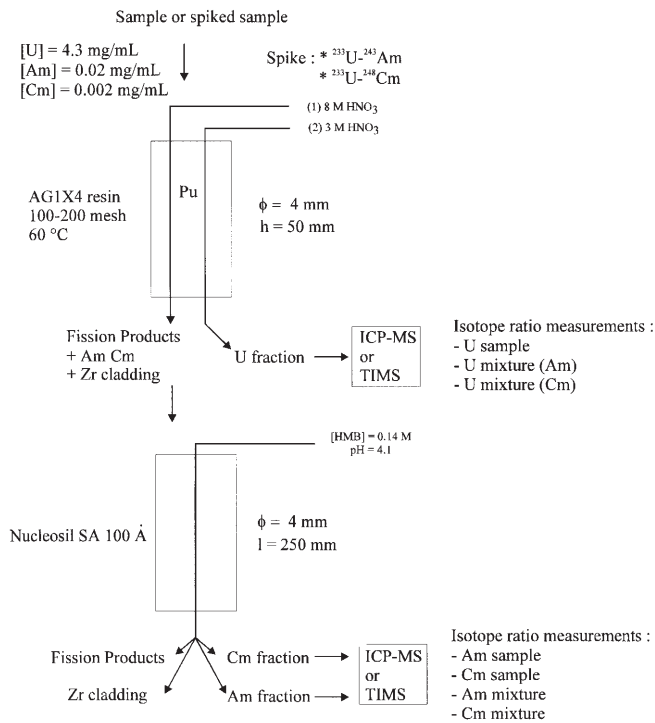 Sample or spiked sample
[U] = 4.3 mg/mL
[Am] = 0.02 mg/mL
[Cm] = 0.002 mg/mL
Spike : * ²³³U-²⁴³Am
* ²³³U-²⁴⁸Cm
(1) 8 M HNO₃
(2) 3 M HNO₃
AG1X4 resin
100-200 mesh
60 °C
Pu
ϕ = 4 mm
h = 50 mm
Fission Products
+ Am Cm
+ Zr cladding
U fraction
ICP-MS
or
TIMS
Isotope ratio measurements :
- U sample
- U mixture (Am)
- U mixture (Cm)
[HMB] = 0.14 M
pH = 4.1
Nucleosil SA 100 Å
ϕ = 4 mm
l = 250 mm
Fission Products
Zr cladding
Cm fraction
Am fraction
ICP-MS
or
TIMS
Isotope ratio measurements :
- Am sample
- Cm sample
- Am mixture
- Cm mixture